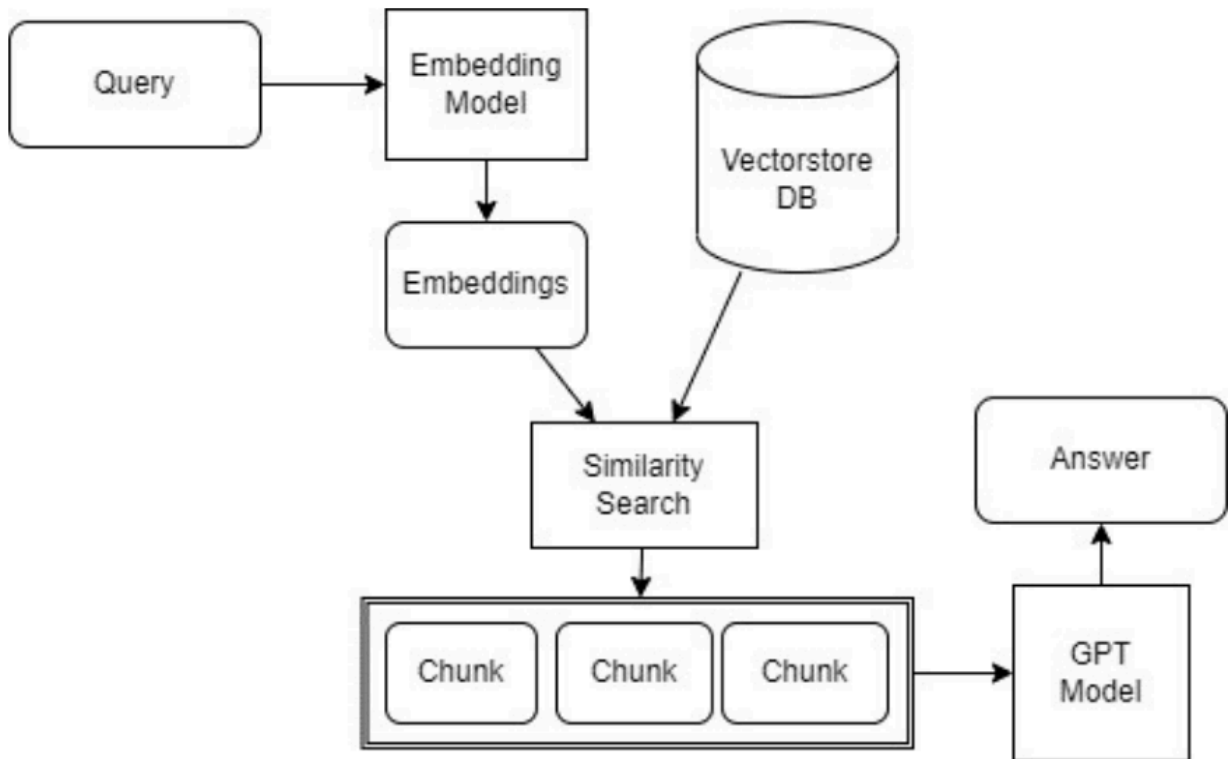 Query
Embedding
Model
Vectorstore
DB
Embeddings
Similarity
Search
Answer
Chunk
Chunk
Chunk
GPT
Model